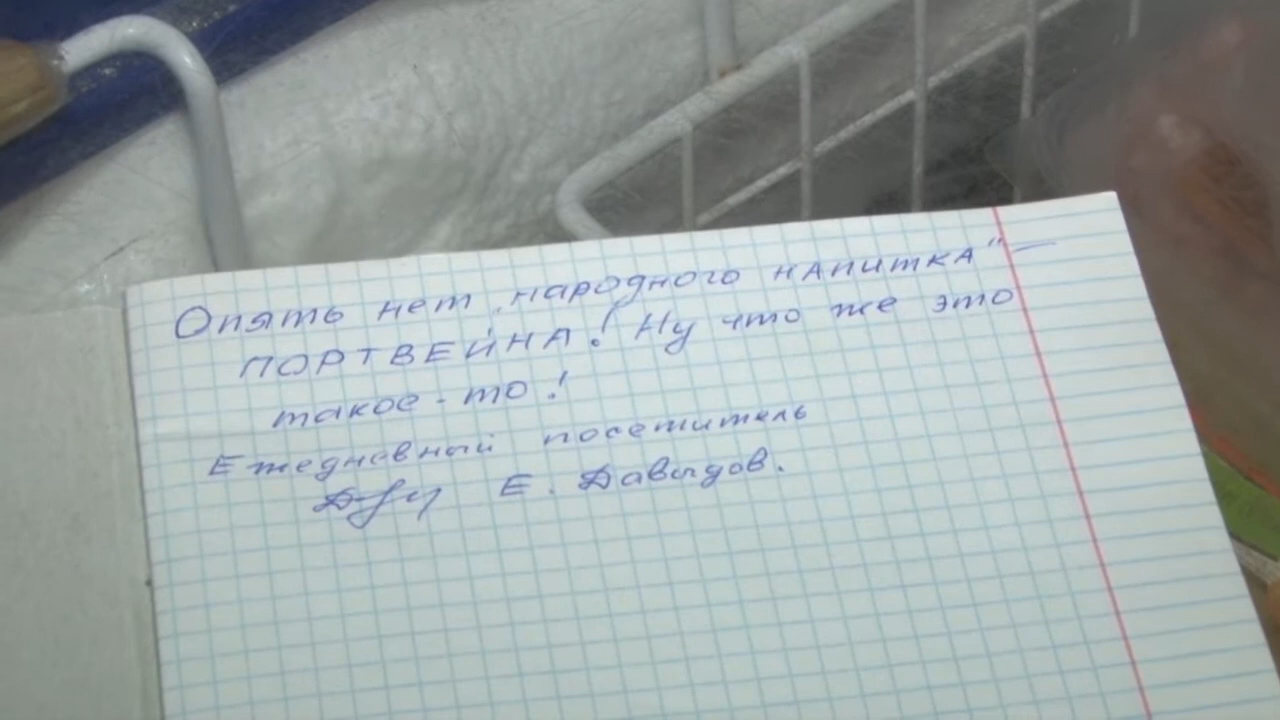 Опять нет „народного напитка" —
ПОРТВЕЙНА! Ну что же это
такое - то!
Ежедневный посетитель
Е. Давыдов.